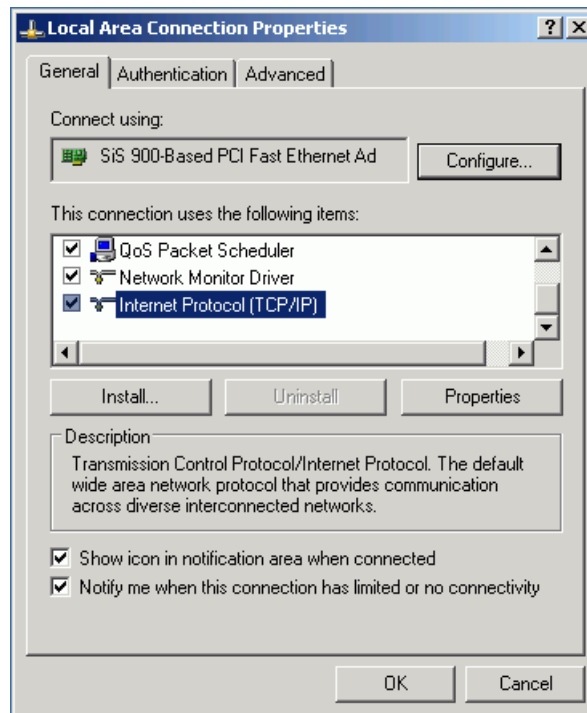 Local Area Connection Properties
General
Authentication
Advanced
Connect using:
SiS 900-Based PCI Fast Ethernet Ad
Configure...
This connection uses the following items:
QoS Packet Scheduler
Network Monitor Driver
Internet Protocol (TCP/IP)
Install...
Uninstall
Properties
Description
Transmission Control Protocol/Internet Protocol. The default
wide area network protocol that provides communication
across diverse interconnected networks.
Show icon in notification area when connected
Notify me when this connection has limited or no connectivity
OK
Cancel